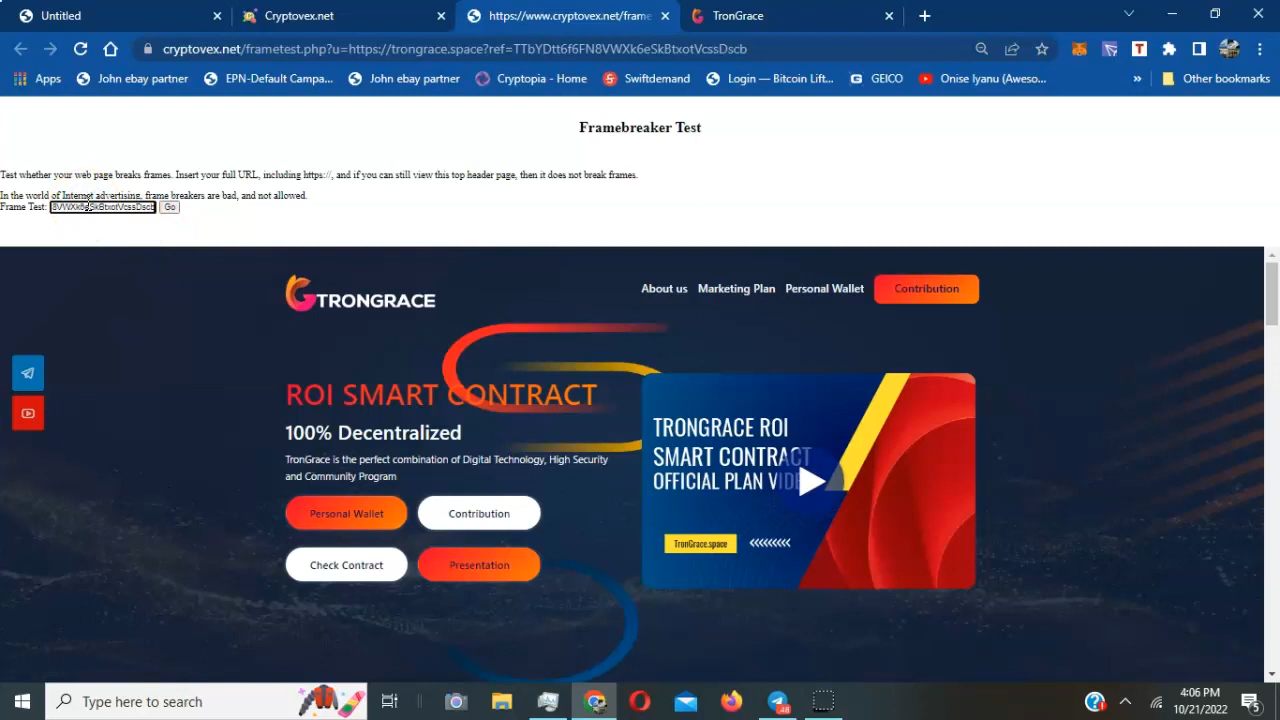 Untitled
Cryptovex.net
https://www.cryptovex.net/frame
TronGrace
cryptovex.net/frametest.php?u=https://trongrace.space?ref=TTbYDtt6f6FN8VWXk6eSkBtxotVcssDscb
Apps
John ebay partner
EPN-Default Campa...
John ebay partner
Cryptopia - Home
Swiftdemand
Login — Bitcoin Lift...
GEICO
Onise Iyanu (Aweso...
»
Other bookmarks
Framebreaker Test
Test whether your web page breaks frames. Insert your full URL, including https://, and if you can still view this top header page, then it does not break frames.
In the world of Internet advertising, frame breakers are bad, and not allowed.
Frame Test: 8VWXk6eSkBtxotVcssDscb Go
TRONGRACE
About us
Marketing Plan
Personal Wallet
Contribution
ROI SMART CONTRACT
100% Decentralized
TronGrace is the perfect combination of Digital Technology, High Security
and Community Program
Personal Wallet
Contribution
Check Contract
Presentation
TRONGRACE ROI
SMART CONTRACT
OFFICIAL PLAN VIDEO
TronGrace.space
Type here to search
48
4:06 PM
10/21/2022
5